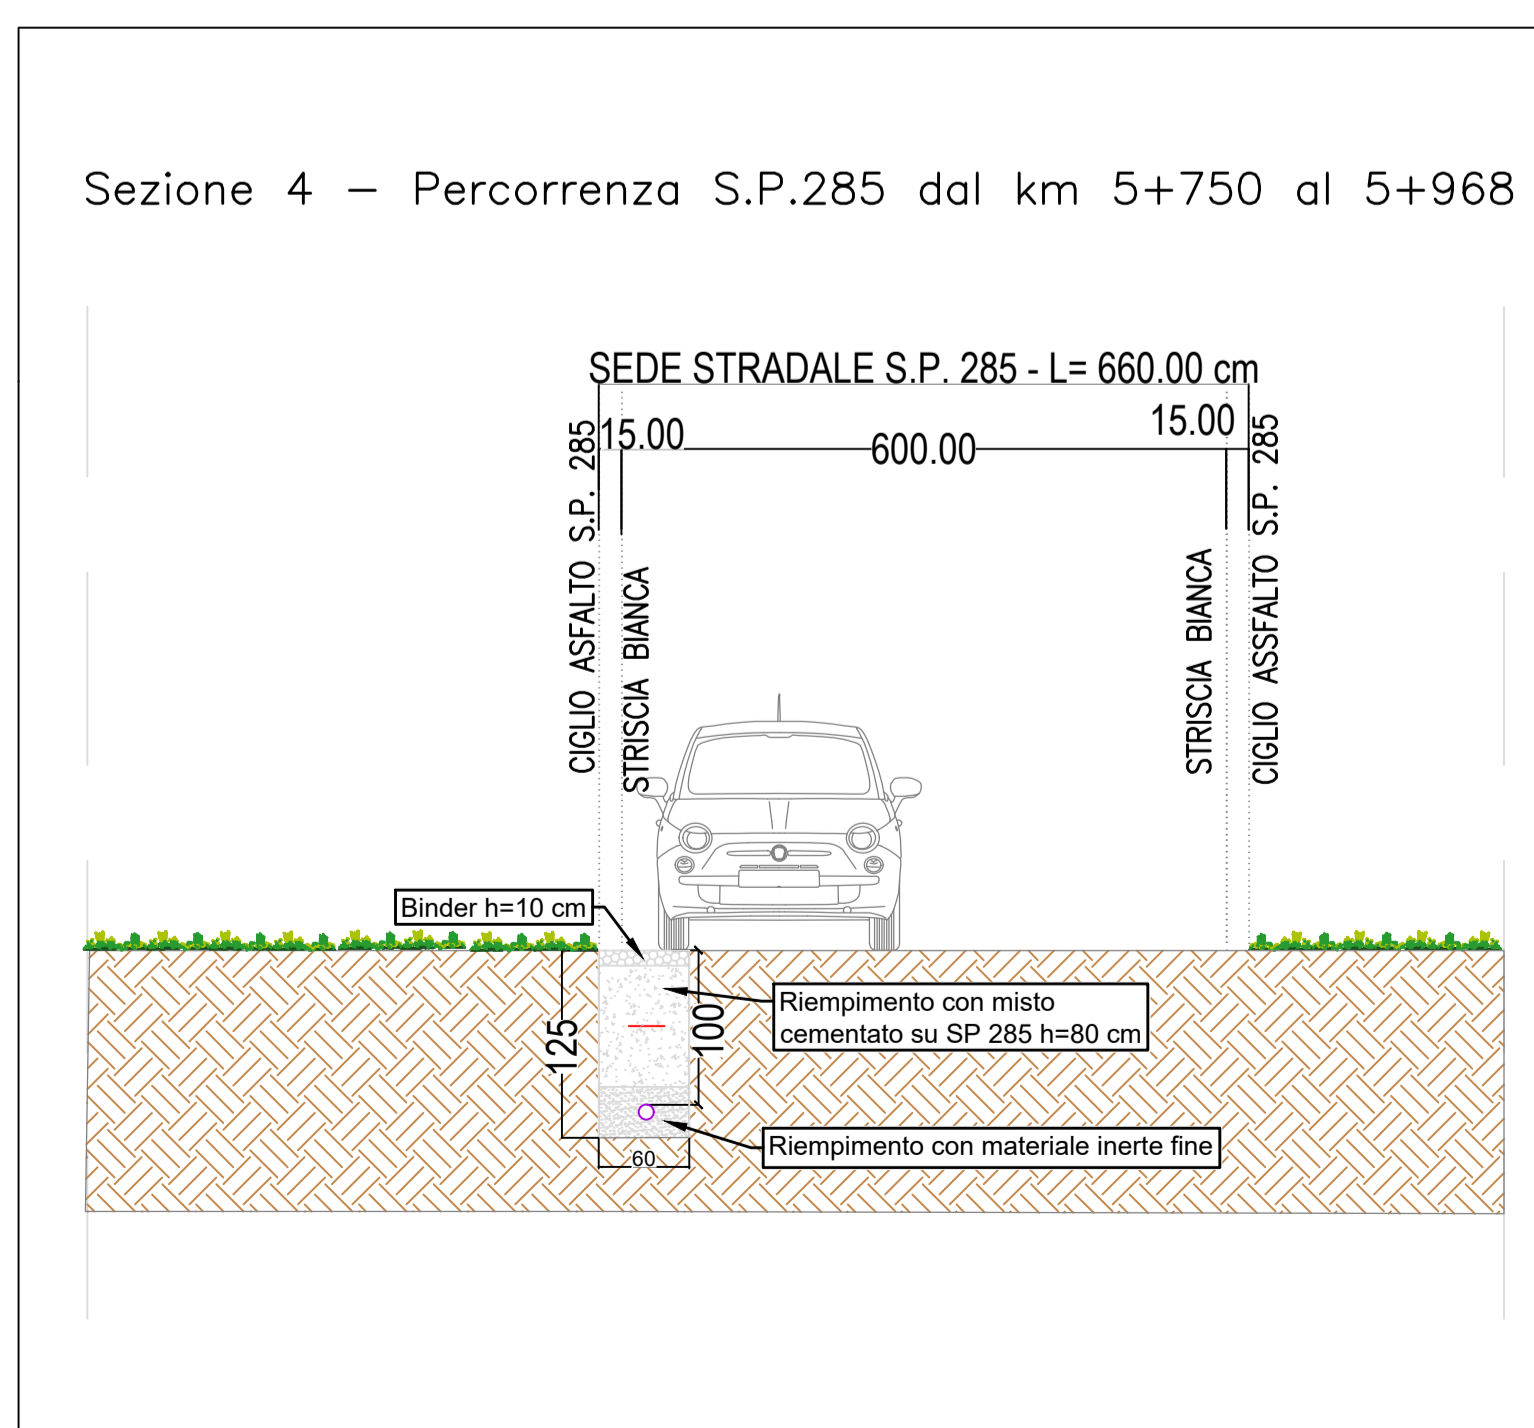 Sezione 4 – Percorrenza S.P.285 dal km 5+750 al 5+968
SEDE STRADALE S.P. 285 - L= 660.00 cm
15.00
600.00
15.00
CIGLIO ASFALTO S.P. 285
STRISCIA BIANCA
STRISCIA BIANCA
CIGLIO ASSFALTO S.P. 285
Binder h=10 cm
Riempimento con misto
cementato su SP 285 h=80 cm
125
100
Riempimento con materiale inerte fine
60